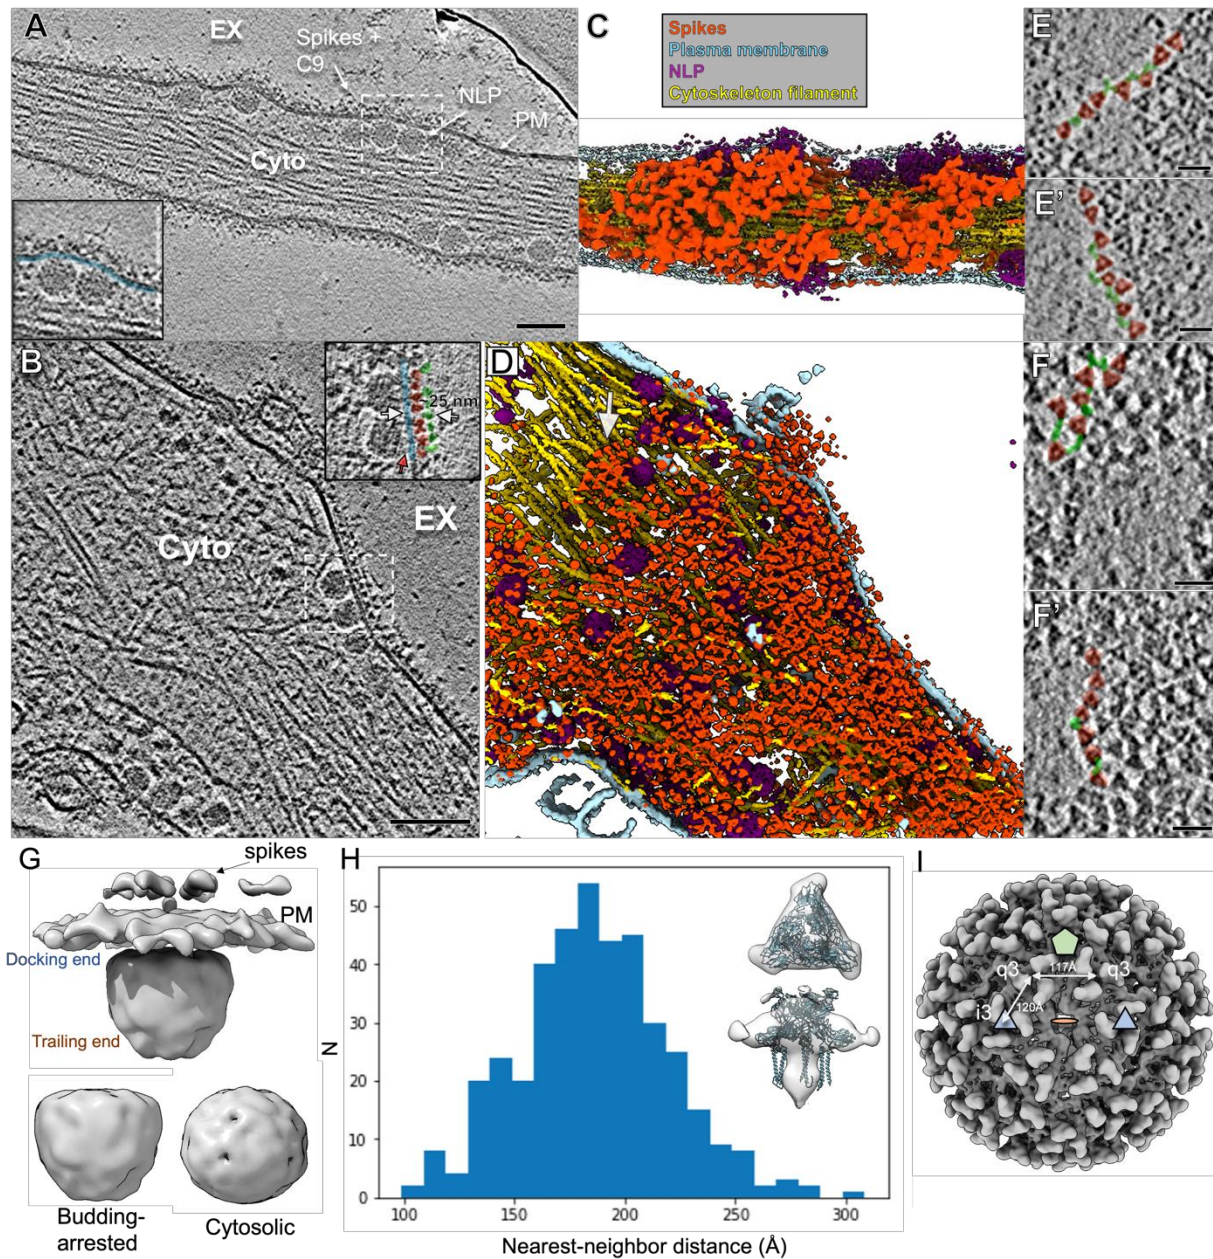 A
EX
Spikes +
C9
NLP
PM
Cyto
B
25 nm
EX
Cyto
C
Spikes
Plasma membrane
NLP
Cytoskeleton filament
D
E
E'
F
F'
G
spikes
PM
Docking end
Trailing end
Budding-
arrested
Cytosolic
H
N
50
40
30
20
10
0
100
150
200
250
300
Nearest-neighbor distance (Å)
I
q3
117Å
q3
i3
120Å